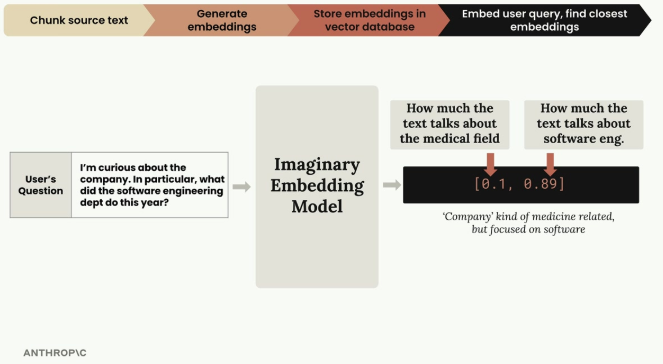 Chunk source text
Generate
embeddings
Store embeddings in
vector database
Embed user query, find closest
embeddings
User's
Question
I'm curious about the
company. In particular, what
did the software engineering
dept do this year?
Imaginary
Embedding
Model
How much the
text talks about
the medical field
How much the
text talks about
software eng.
[0.1, 0.89]
'Company' kind of medicine related,
but focused on software
ANTHROP\C